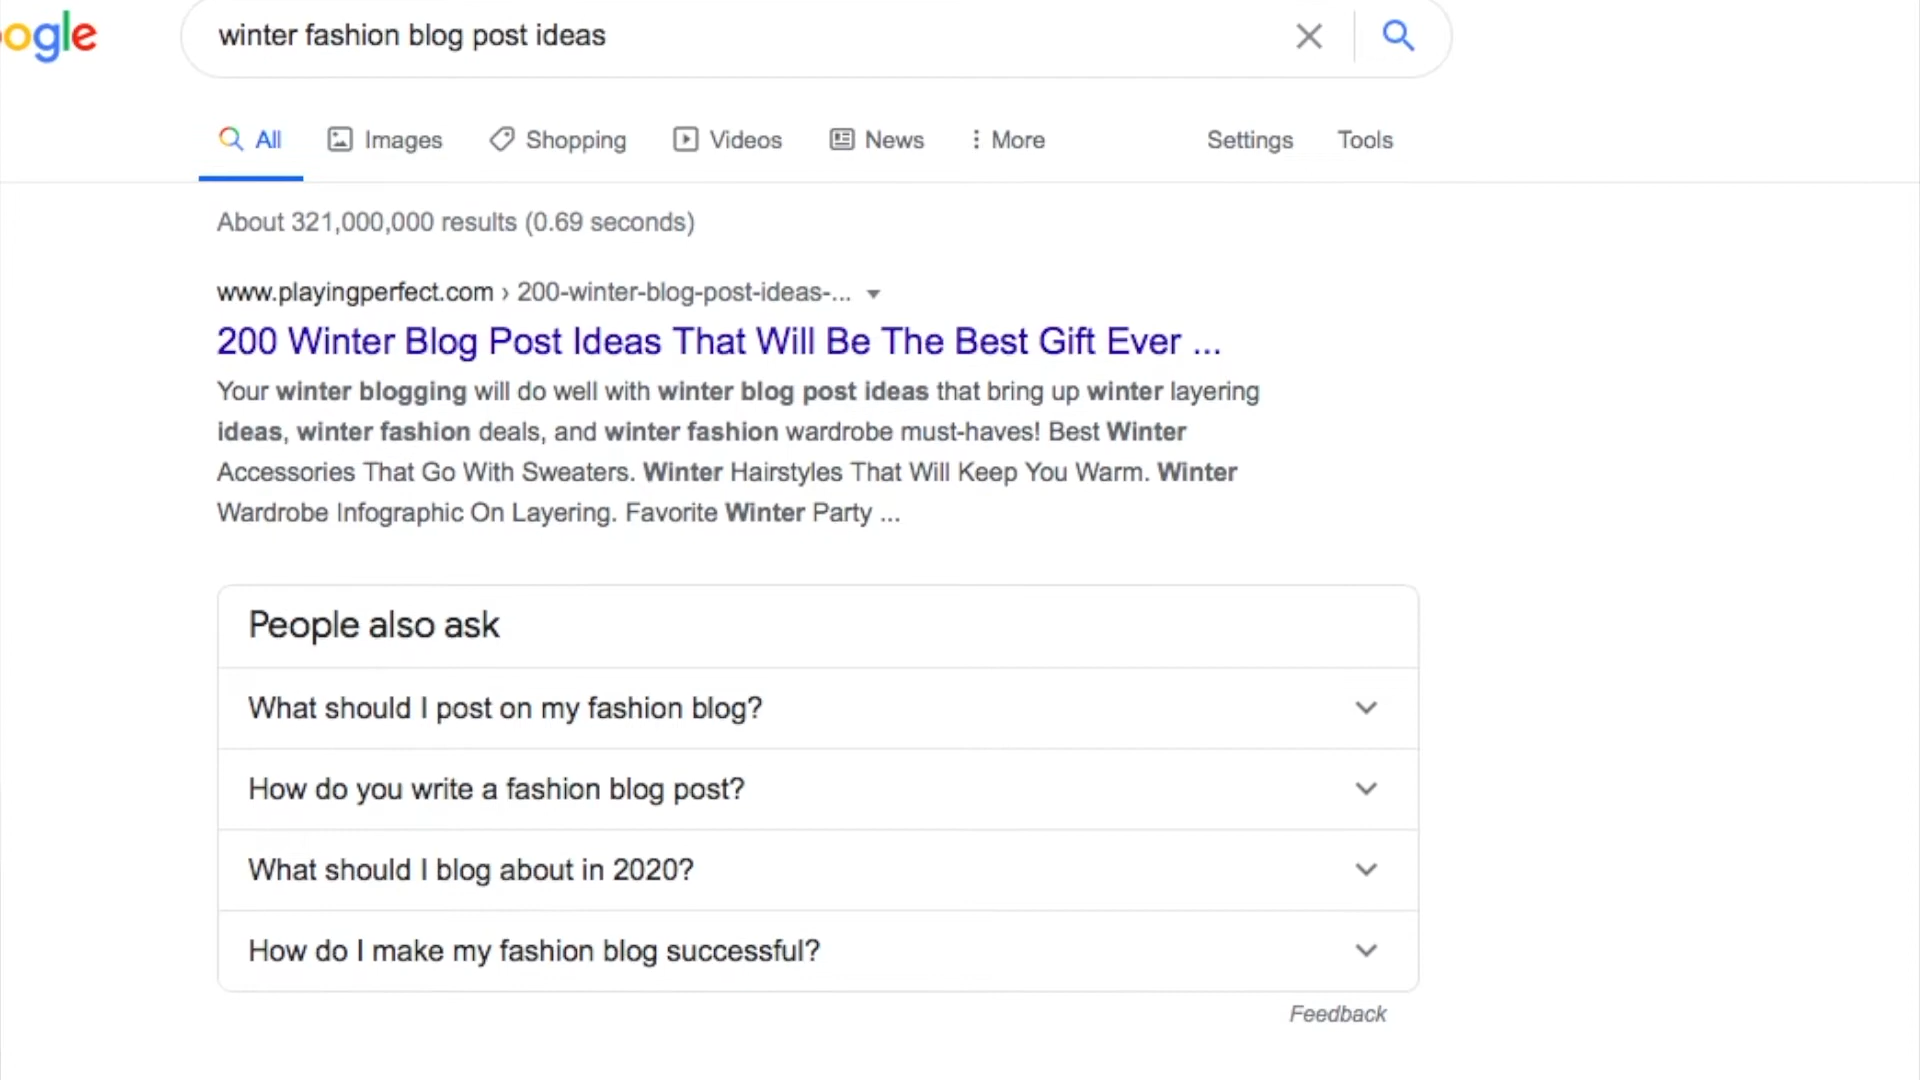 ogle
winter fashion blog post ideas
All Images Shopping Videos News More Settings Tools
About 321,000,000 results (0.69 seconds)
www.playingperfect.com › 200-winter-blog-post-ideas-...
200 Winter Blog Post Ideas That Will Be The Best Gift Ever ...
Your winter blogging will do well with winter blog post ideas that bring up winter layering
ideas, winter fashion deals, and winter fashion wardrobe must-haves! Best Winter
Accessories That Go With Sweaters. Winter Hairstyles That Will Keep You Warm. Winter
Wardrobe Infographic On Layering. Favorite Winter Party ...
People also ask
What should I post on my fashion blog?
How do you write a fashion blog post?
What should I blog about in 2020?
How do I make my fashion blog successful?
Feedback